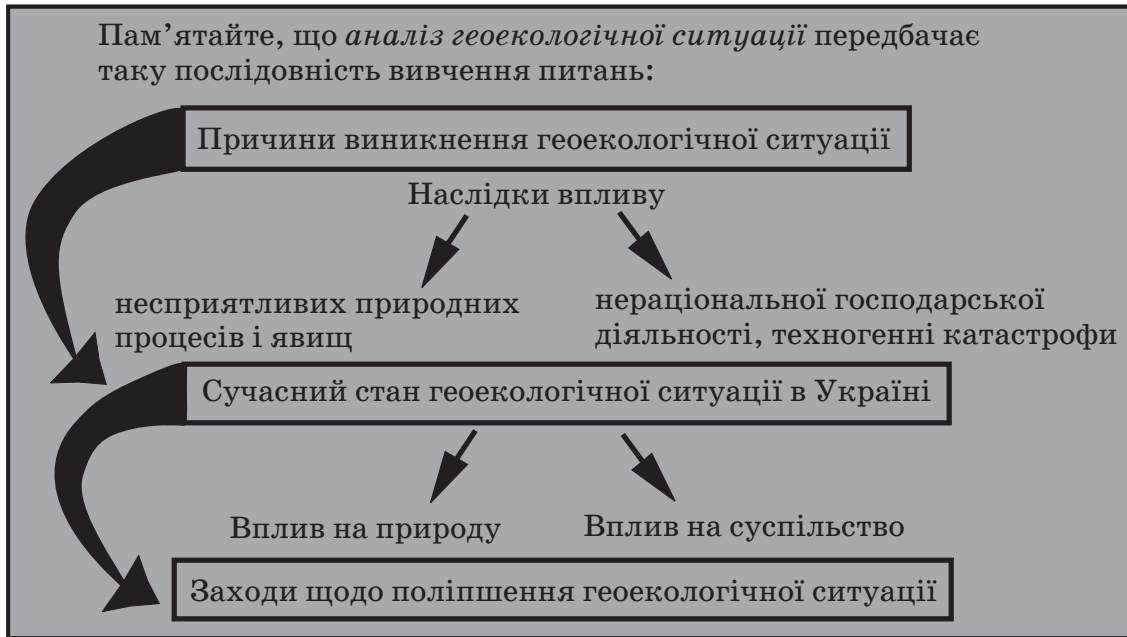 Пам’ятайте, що аналіз геоекологічної ситуації передбачає
таку послідовність вивчення питань:
Причини виникнення геоекологічної ситуації
Наслідки впливу
несприятливих природних
процесів і явищ
нераціональної господарської
діяльності, техногенні катастрофи
Сучасний стан геоекологічної ситуації в Україні
Вплив на природу
Вплив на суспільство
Заходи щодо поліпшення геоекологічної ситуації